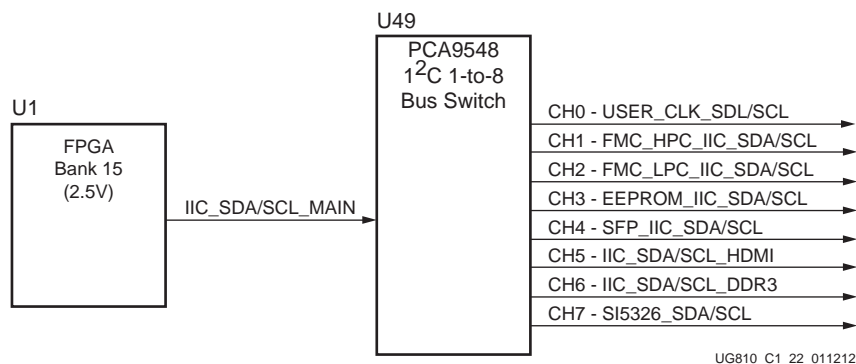 U49
PCA9548
1²C 1-to-8
Bus Switch
U1
FPGA
Bank 15
(2.5V)
IIC_SDA/SCL_MAIN
CH0 - USER_CLK_SDL/SCL
CH1 - FMC_HPC_IIC_SDA/SCL
CH2 - FMC_LPC_IIC_SDA/SCL
CH3 - EEPROM_IIC_SDA/SCL
CH4 - SFP_IIC_SDA/SCL
CH5 - IIC_SDA/SCL_HDMI
CH6 - IIC_SDA/SCL_DDR3
CH7 - SI5326_SDA/SCL
UG810_C1_22_011212